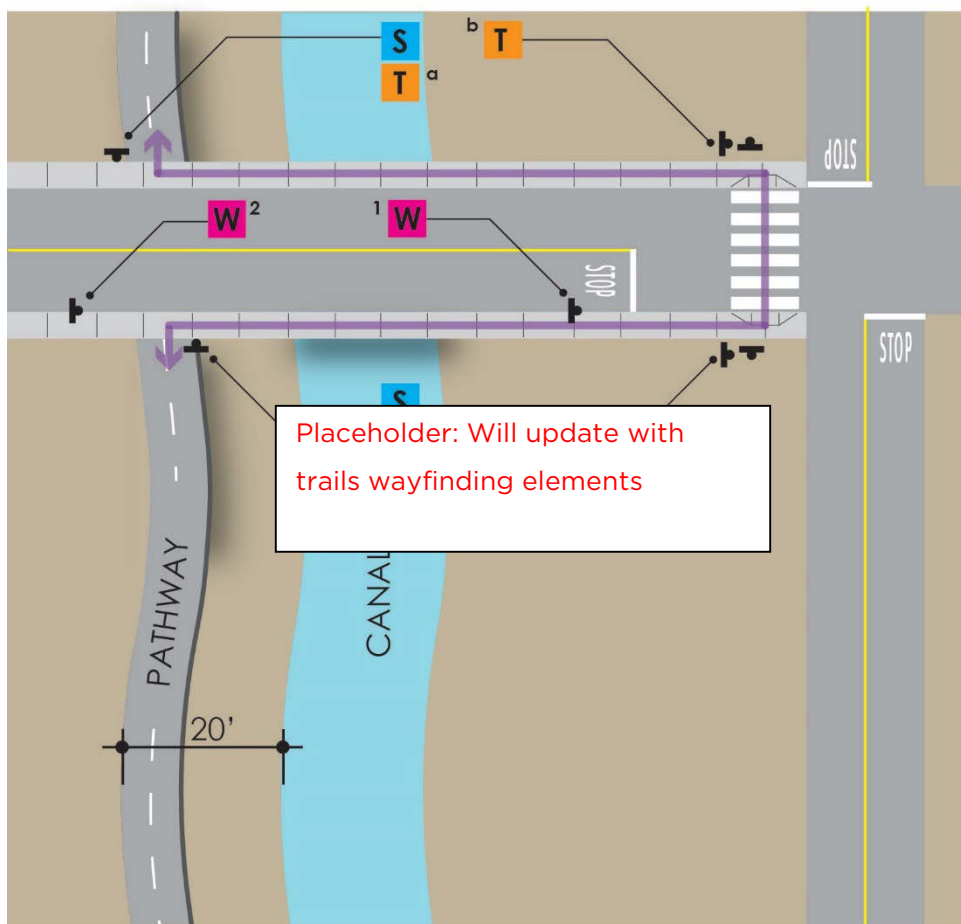 S
T a
b T
STOP
W 2
1 W
STOP
STOP
S
Placeholder: Will update with
trails wayfinding elements
PATHWAY
CANAL
20'